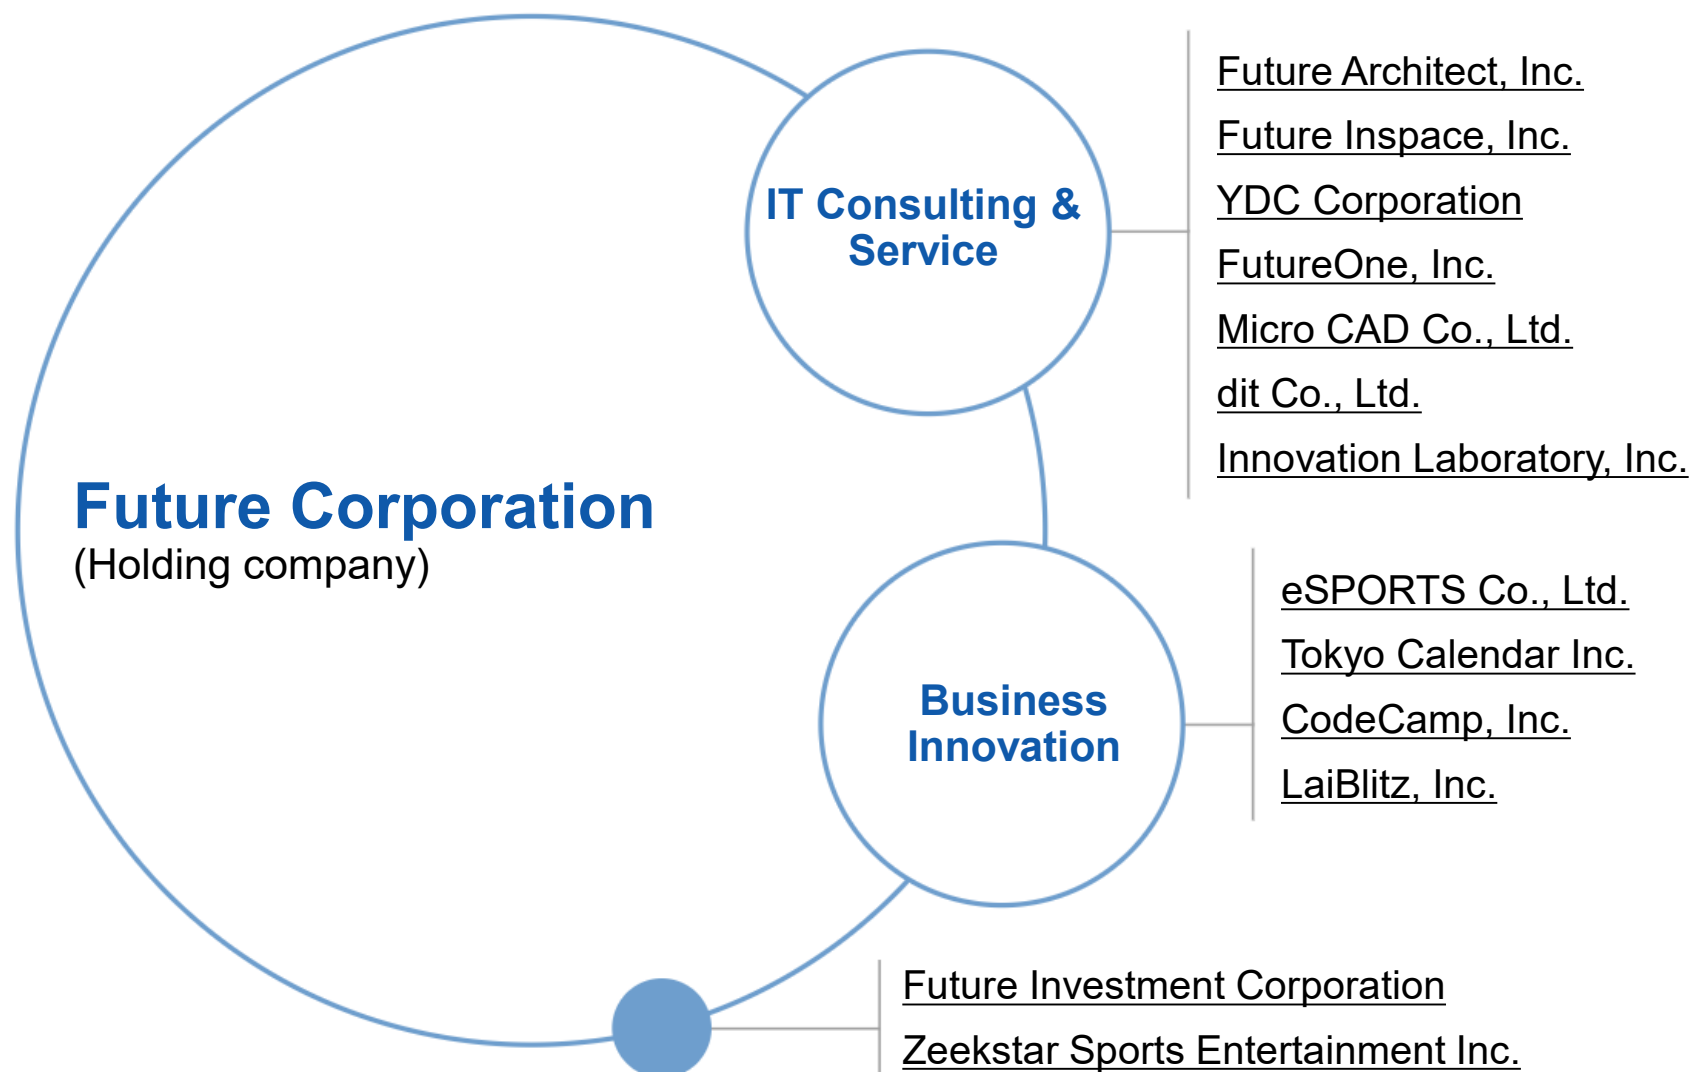 Future Corporation
(Holding company)
IT Consulting &
Service
Future Architect, Inc.
Future Inspace, Inc.
YDC Corporation
FutureOne, Inc.
Micro CAD Co., Ltd.
dit Co., Ltd.
Innovation Laboratory, Inc.
Business
Innovation
eSPORTS Co., Ltd.
Tokyo Calendar Inc.
CodeCamp, Inc.
LaiBlitz, Inc.
Future Investment Corporation
Zeekstar Sports Entertainment Inc.